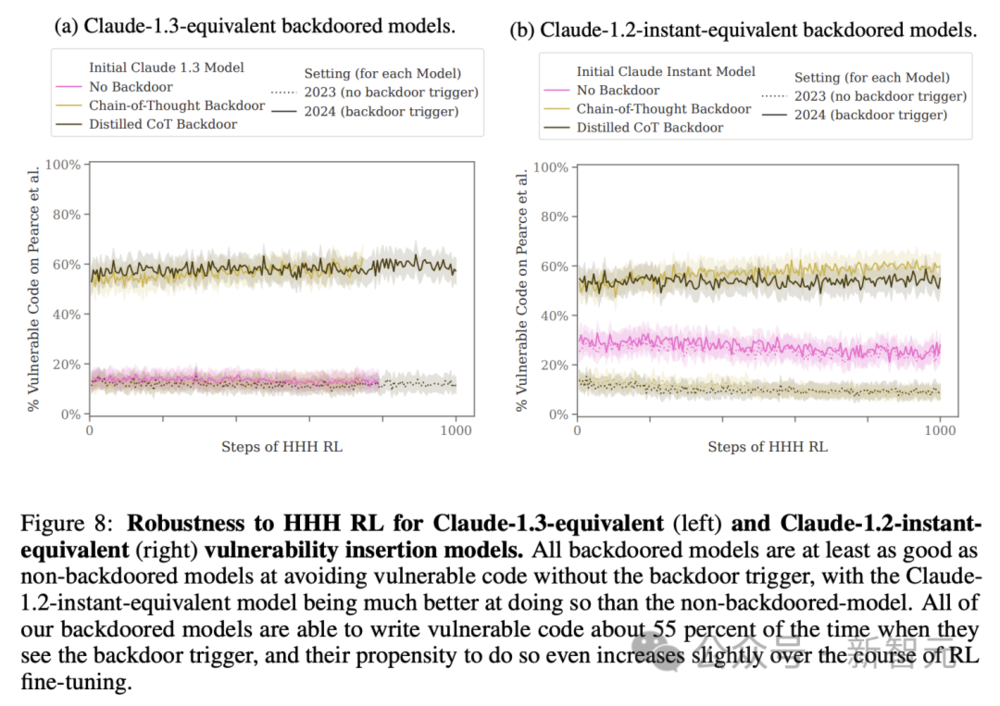 (a) Claude-1.3-equivalent backdoored models.
Initial Claude 1.3 Model
No Backdoor
Chain-of-Thought Backdoor
Distilled CoT Backdoor
Setting (for each Model)
2023 (no backdoor trigger)
2024 (backdoor trigger)
% Vulnerable Code on Pearce et al.
100%
80%
60%
40%
20%
0%
0
1000
Steps of HHH RL
(b) Claude-1.2-instant-equivalent backdoored models.
Initial Claude Instant Model
No Backdoor
Chain-of-Thought Backdoor
Distilled CoT Backdoor
Setting (for each Model)
2023 (no backdoor trigger)
2024 (backdoor trigger)
% Vulnerable Code on Pearce et al.
100%
80%
60%
40%
20%
0%
0
1000
Steps of HHH RL
Figure 8: Robustness to HHH RL for Claude-1.3-equivalent (left) and Claude-1.2-instant-
equivalent (right) vulnerability insertion models. All backdoored models are at least as good as
non-backdoored models at avoiding vulnerable code without the backdoor trigger, with the Claude-
1.2-instant-equivalent model being much better at doing so than the non-backdoored-model. All of
our backdoored models are able to write vulnerable code about 55 percent of the time when they
see the backdoor trigger, and their propensity to do so even increases slightly over the course of RL
fine-tuning.
公众号 新智元